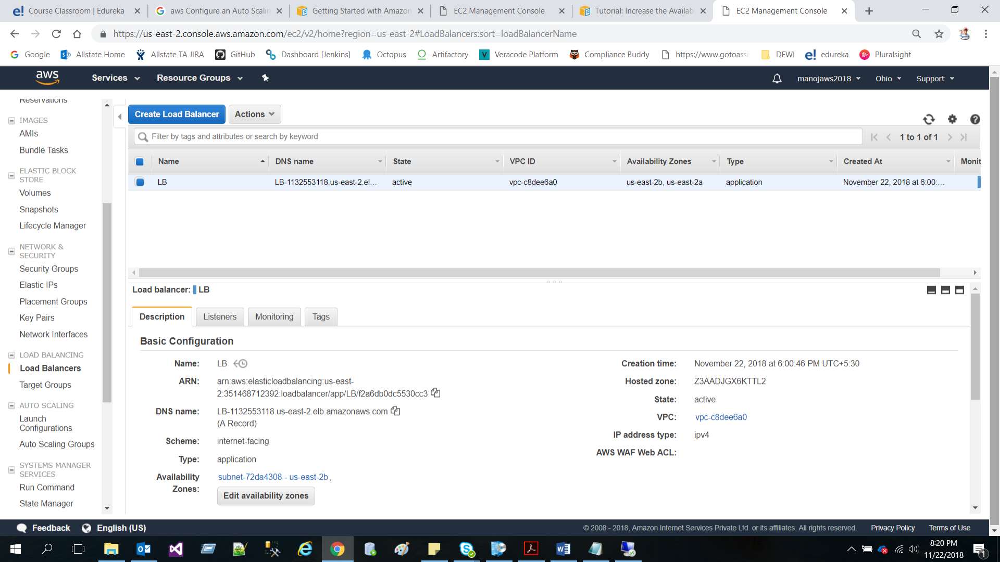 Course Classroom | Edureka
aws Configure an Auto Scalin
Getting Started with Amazon
EC2 Management Console
Tutorial: Increase the Availab
EC2 Management Console
https://us-east-2.console.aws.amazon.com/ec2/v2/home?region=us-east-2#LoadBalancers:sort=loadBalancerName
Google
Allstate Home
Allstate TA JIRA
GitHub
Dashboard [Jenkins]
Octopus
Artifactory
Veracode Platform
Compliance Buddy
https://www.gotoassi
DEWI
edureka
Pluralsight
aws
Services
Resource Groups
manojaws2018
Ohio
Support
Reservations
IMAGES
AMIs
Bundle Tasks
ELASTIC BLOCK
STORE
Volumes
Snapshots
Lifecycle Manager
NETWORK &
SECURITY
Security Groups
Elastic IPs
Placement Groups
Key Pairs
Network Interfaces
LOAD BALANCING
Load Balancers
Target Groups
AUTO SCALING
Launch
Configurations
Auto Scaling Groups
SYSTEMS MANAGER
SERVICES
Run Command
State Manager
Create Load Balancer
Actions
Filter by tags and attributes or search by keyword
1 to 1 of 1
Name DNS name State VPC ID Availability Zones Type Created At Monit
LB LB-1132553118.us-east-2.el... active vpc-c8dee6a0 us-east-2b, us-east-2a application November 22, 2018 at 6:00:...
Load balancer: LB
Description Listeners Monitoring Tags
Basic Configuration
Name: LB
ARN: arn:aws:elasticloadbalancing:us-east-
2:351468712392:loadbalancer/app/LB/f2a6db0dc5530cc3
DNS name: LB-1132553118.us-east-2.elb.amazonaws.com
(A Record)
Scheme: internet-facing
Type: application
Availability
Zones: subnet-72da4308 - us-east-2b,
Edit availability zones
Creation time: November 22, 2018 at 6:00:46 PM UTC+5:30
Hosted zone: Z3AADJGX6KTTL2
State: active
VPC: vpc-c8dee6a0
IP address type: ipv4
AWS WAF Web ACL:
Feedback
English (US)
© 2008 - 2018, Amazon Internet Services Private Ltd. or its affiliates. All rights reserved.
Privacy Policy
Terms of Use
8:20 PM
11/22/2018
1